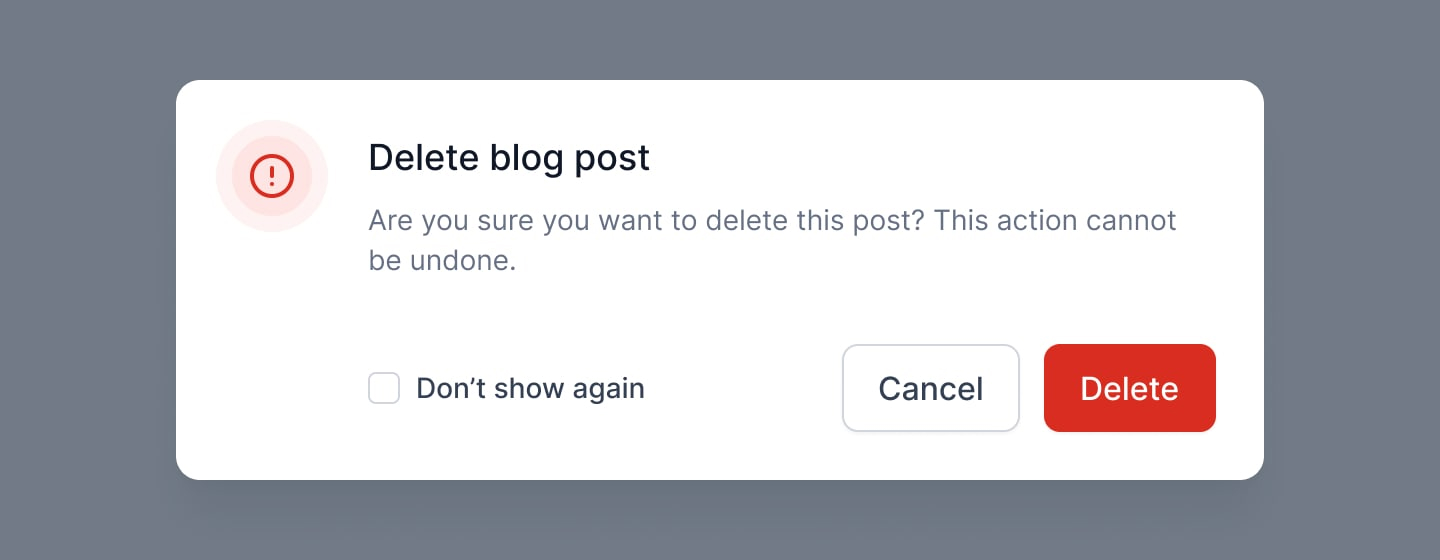 Delete blog post
Are you sure you want to delete this post? This action cannot
be undone.
Don’t show again
Cancel
Delete